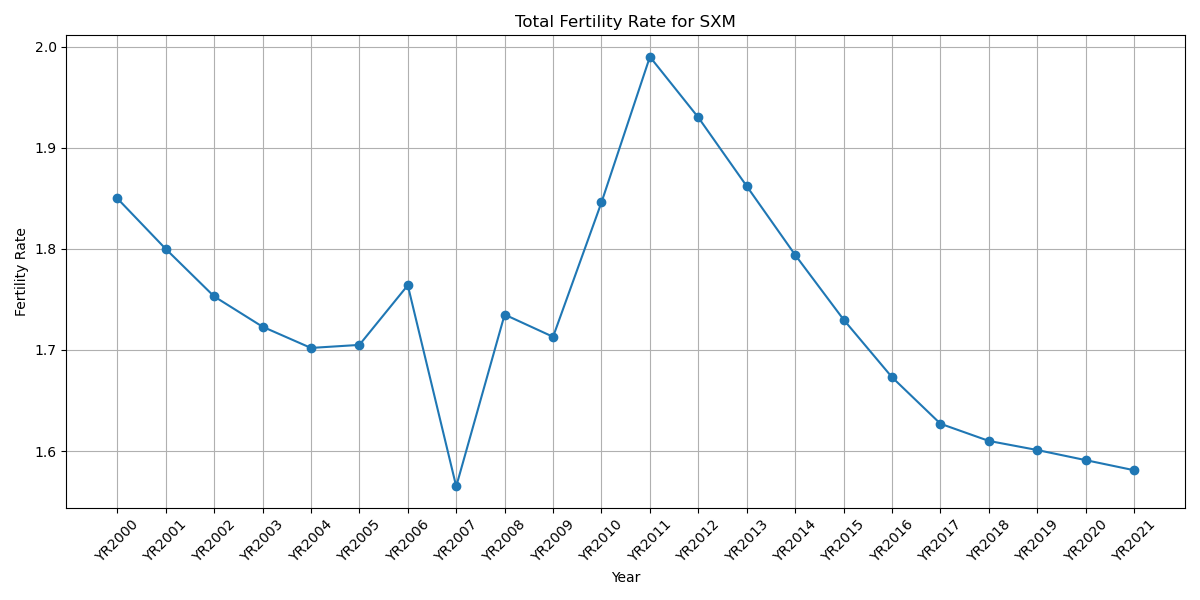 Total Fertility Rate for SXM
Fertility Rate
2.0
1.9
1.8
1.7
1.6
YR2000
YR2001
YR2002
YR2003
YR2004
YR2005
YR2006
YR2007
YR2008
YR2009
YR2010
YR2011
YR2012
YR2013
YR2014
YR2015
YR2016
YR2017
YR2018
YR2019
YR2020
YR2021
Year